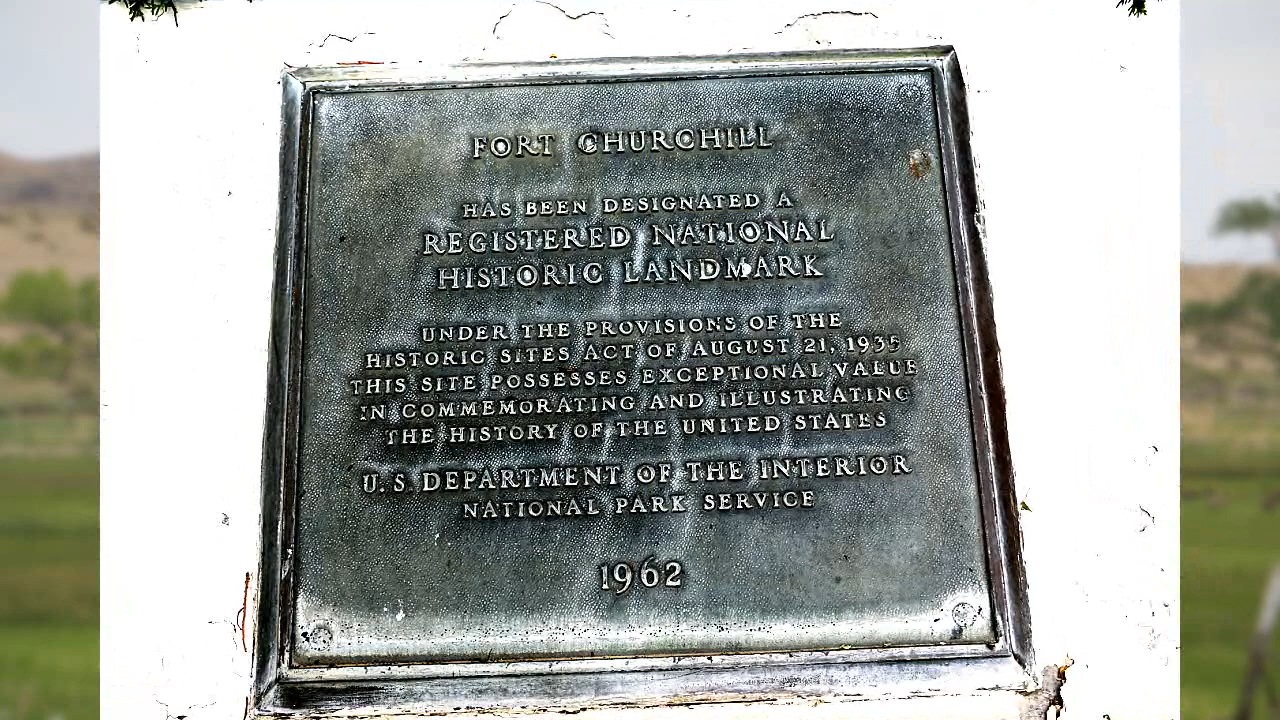 FORT CHURCHILL
HAS BEEN DESIGNATED A
REGISTERED NATIONAL
HISTORIC LANDMARK
UNDER THE PROVISIONS OF THE
HISTORIC SITES ACT OF AUGUST 21, 1935
THIS SITE POSSESSES EXCEPTIONAL VALUE
IN COMMEMORATING AND ILLUSTRATING
THE HISTORY OF THE UNITED STATES
U. S. DEPARTMENT OF THE INTERIOR
NATIONAL PARK SERVICE
1962